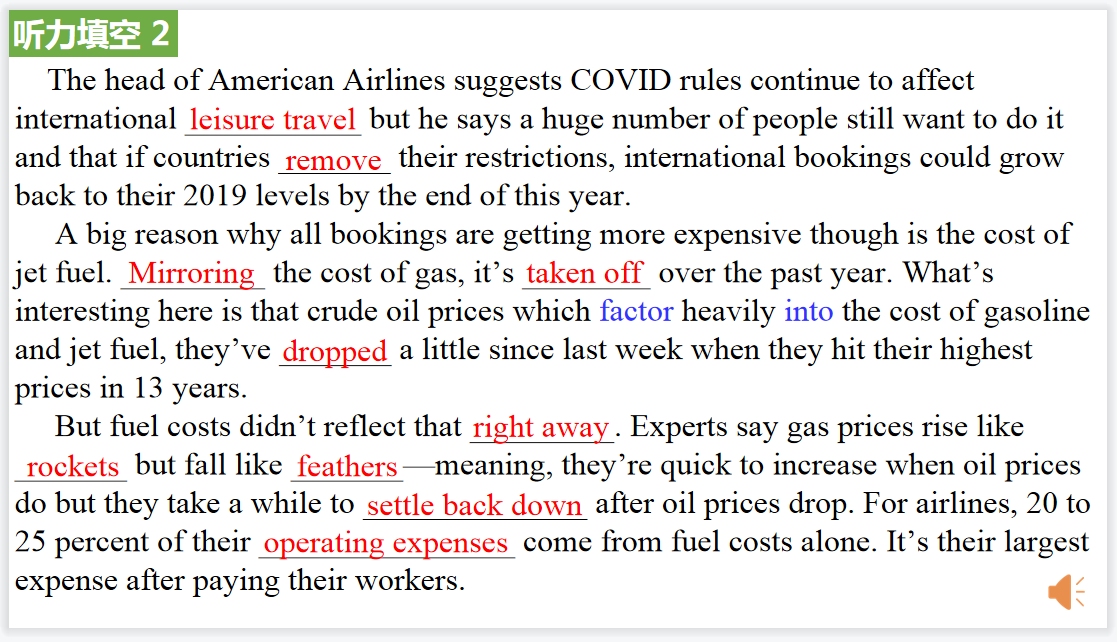 听力填空 2
The head of American Airlines suggests COVID rules continue to affect
international leisure travel but he says a huge number of people still want to do it
and that if countries remove their restrictions, international bookings could grow
back to their 2019 levels by the end of this year.
A big reason why all bookings are getting more expensive though is the cost of
jet fuel. Mirroring the cost of gas, it’s taken off over the past year. What’s
interesting here is that crude oil prices which factor heavily into the cost of gasoline
and jet fuel, they’ve dropped a little since last week when they hit their highest
prices in 13 years.
But fuel costs didn’t reflect that right away. Experts say gas prices rise like
rockets but fall like feathers—meaning, they’re quick to increase when oil prices
do but they take a while to settle back down after oil prices drop. For airlines, 20 to
25 percent of their operating expenses come from fuel costs alone. It’s their largest
expense after paying their workers.